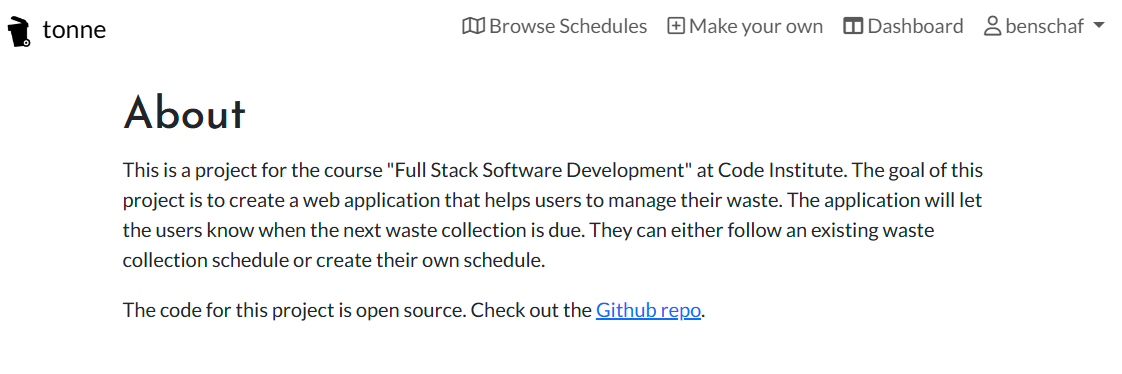 tonne
Browse Schedules
Make your own
Dashboard
benschaf
About
This is a project for the course "Full Stack Software Development" at Code Institute. The goal of this
project is to create a web application that helps users to manage their waste. The application will let
the users know when the next waste collection is due. They can either follow an existing waste
collection schedule or create their own schedule.
The code for this project is open source. Check out the Github repo.